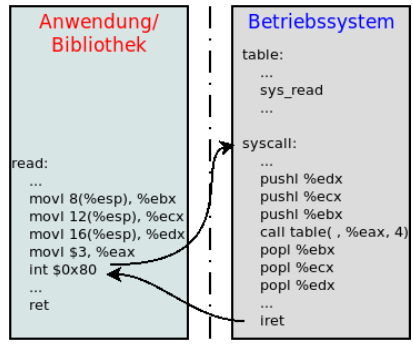 Anwendung/
Bibliothek
read:
...
movl 8(%esp), %ebx
movl 12(%esp), %ecx
movl 16(%esp), %edx
movl $3, %eax
int $0x80
...
ret
Betriebssystem
table:
...
sys_read
...
syscall:
...
pushl %edx
pushl %ecx
pushl %ebx
call table( , %eax, 4)
popl %ebx
popl %ecx
popl %edx
...
iret